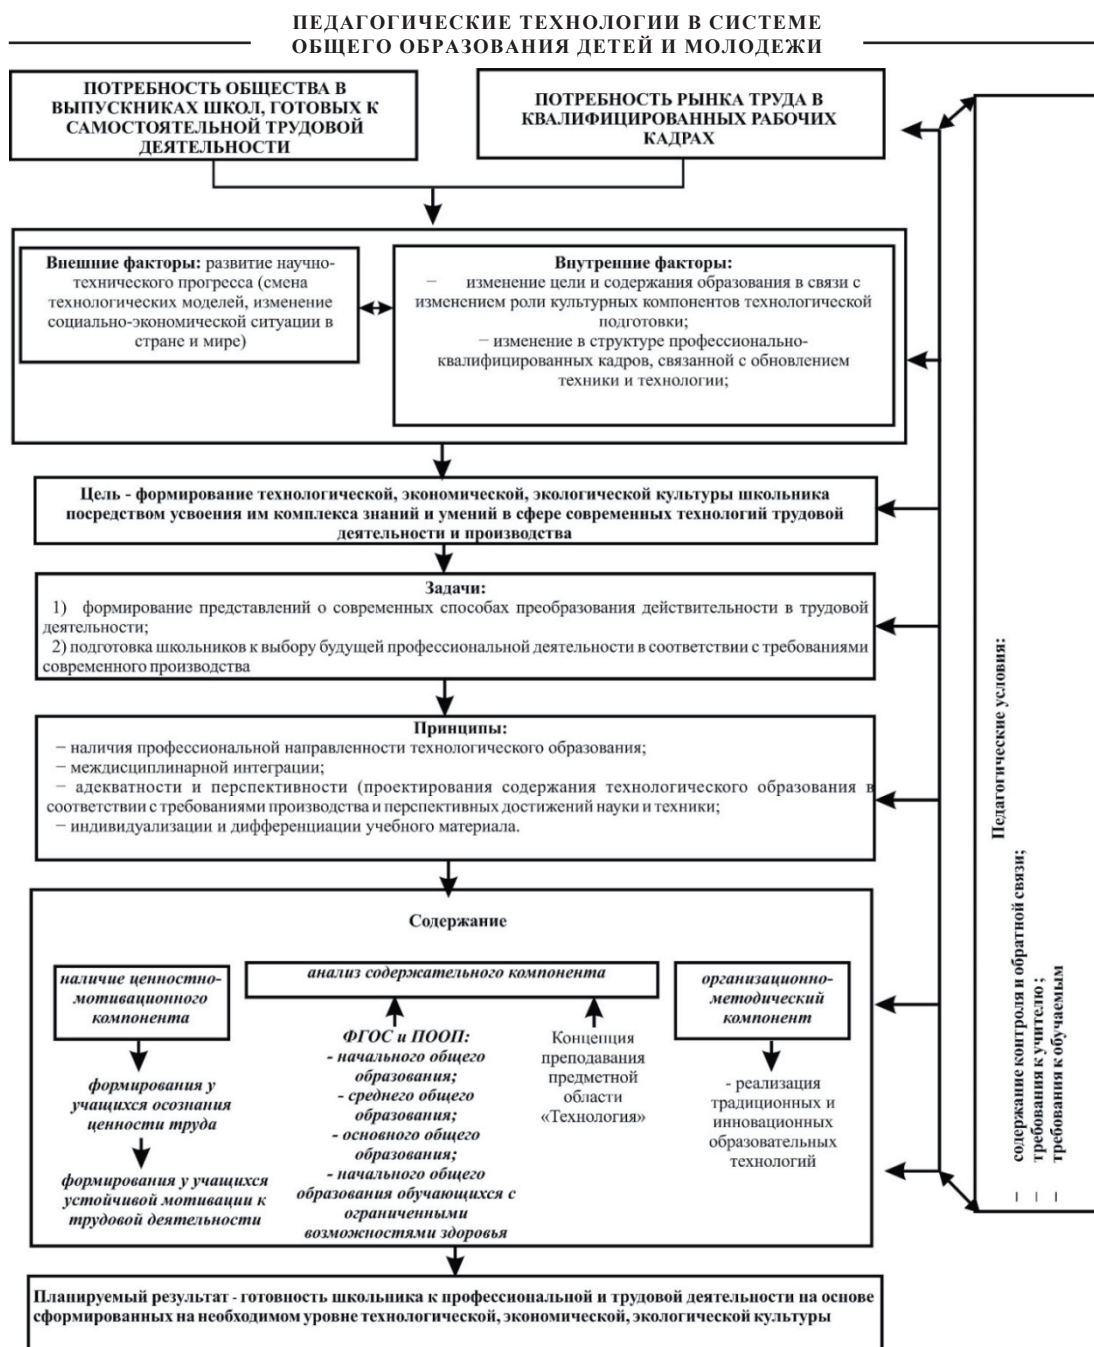 ПЕДАГОГИЧЕСКИЕ ТЕХНОЛОГИИ В СИСТЕМЕ
ОБЩЕГО ОБРАЗОВАНИЯ ДЕТЕЙ И МОЛОДЕЖИ
ПОТРЕБНОСТЬ ОБЩЕСТВА В
ВЫПУСКНИКАХ ШКОЛ, ГОТОВЫХ К
САМОСТОЯТЕЛЬНОЙ ТРУДОВОЙ
ДЕЯТЕЛЬНОСТИ
ПОТРЕБНОСТЬ РЫНКА ТРУДА В
КВАЛИФИЦИРОВАННЫХ РАБОЧИХ
КАДРАХ
Внешние факторы: развитие научно-
технического прогресса (смена
технологических моделей, изменение
социально-экономической ситуации в
стране и мире)
Внутренние факторы:
− изменение цели и содержания образования в связи с
изменением роли культурных компонентов технологической
подготовки;
− изменение в структуре профессионально-
квалифицированных кадров, связанной с обновлением
техники и технологии;
Цель - формирование технологической, экономической, экологической культуры школьника
посредством усвоения им комплекса знаний и умений в сфере современных технологий трудовой
деятельности и производства
Задачи:
1) формирование представлений о современных способах преобразования действительности в трудовой
деятельности;
2) подготовка школьников к выбору будущей профессиональной деятельности в соответствии с требованиями
современного производства
Принципы:
− наличия профессиональной направленности технологического образования;
− междисциплинарной интеграции;
− адекватности и перспективности (проектирования содержания технологического образования в
соответствии с требованиями производства и перспективных достижений науки и техники;
− индивидуализации и дифференциации учебного материала.
Содержание
наличие ценностно-
мотивационного
компонента
формирования у
учащихся осознания
ценности труда
формирования у учащихся
устойчивой мотивации к
трудовой деятельности
анализ содержательного компонента
ФГОС и ПООП:
- начального общего
образования;
- среднего общего
образования;
- основного общего
образования;
- начального общего
образования обучающихся с
ограниченными
возможностями здоровья
Концепция
преподавания
предметной
области
«Технология»
организационно-
методический
компонент
- реализация
традиционных и
инновационных
образовательных
технологий
Планируемый результат - готовность школьника к профессиональной и трудовой деятельности на основе
сформированных на необходимом уровне технологической, экономической, экологической культуры
Педагогические условия:
− содержание контроля и обратной связи;
− требования к учителю ;
− требования к обучаемым